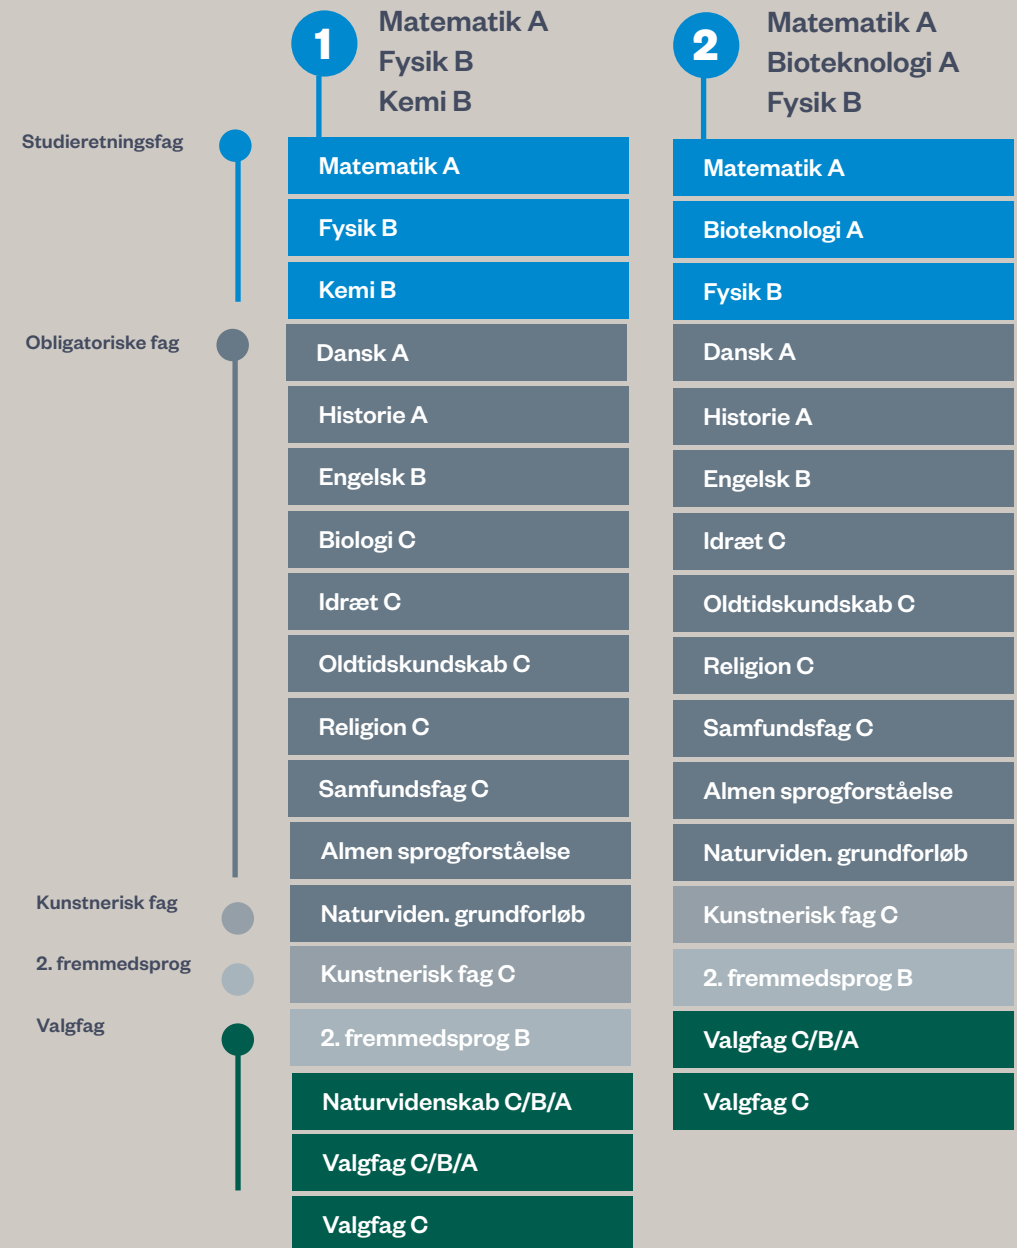 1
Matematik A
Fysik B
Kemi B
2
Matematik A
Bioteknologi A
Fysik B
Studieretningsfag
Obligatoriske fag
Kunstnerisk fag
2. fremmedsprog
Valgfag
Matematik A
Fysik B
Kemi B
Dansk A
Historie A
Engelsk B
Biologi C
Idræt C
Oldtidskundskab C
Religion C
Samfundsfag C
Almen sprogforståelse
Naturviden. grundforløb
Kunstnerisk fag C
2. fremmedsprog B
Naturvidenskab C/B/A
Valgfag C/B/A
Valgfag C
Matematik A
Bioteknologi A
Fysik B
Dansk A
Historie A
Engelsk B
Idræt C
Oldtidskundskab C
Religion C
Samfundsfag C
Almen sprogforståelse
Naturviden. grundforløb
Kunstnerisk fag C
2. fremmedsprog B
Valgfag C/B/A
Valgfag C